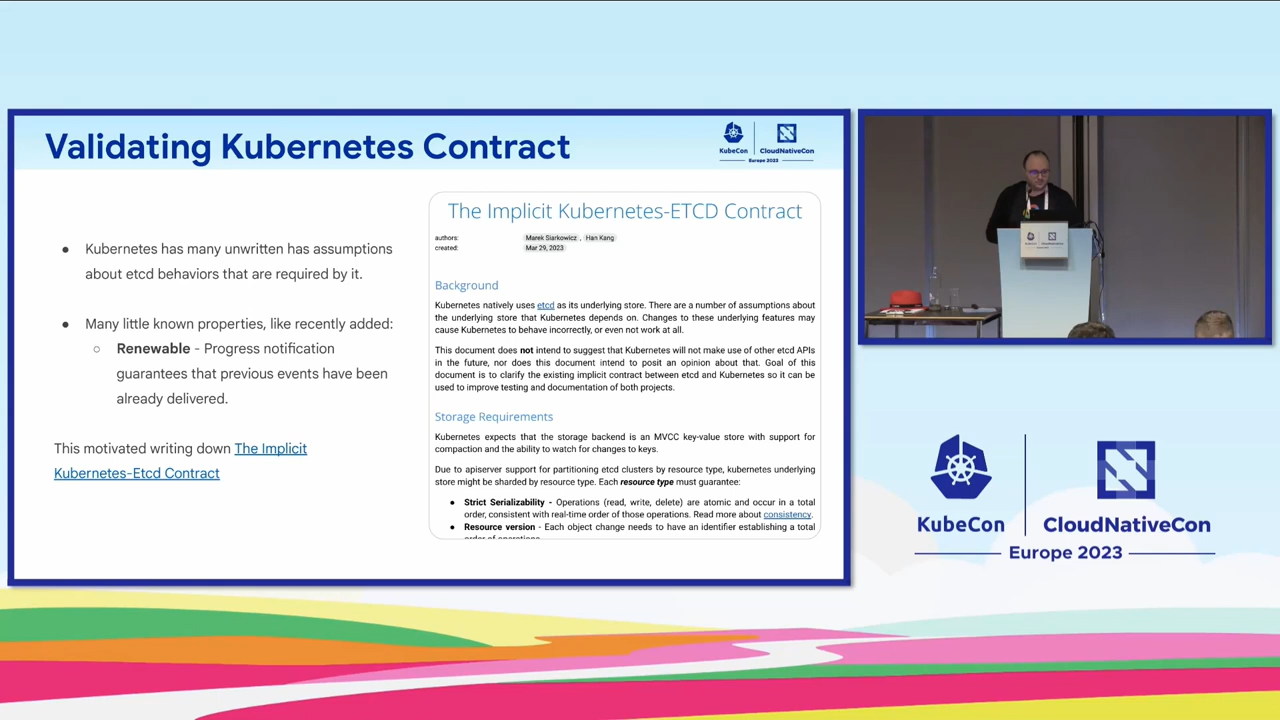 Validating Kubernetes Contract
KubeCon
CloudNativeCon
Europe 2023
● Kubernetes has many unwritten has assumptions
about etcd behaviors that are required by it.
● Many little known properties, like recently added:
○ Renewable - Progress notification
guarantees that previous events have been
already delivered.
This motivated writing down The Implicit
Kubernetes-Etcd Contract
The Implicit Kubernetes-ETCD Contract
authors: Marek Siarkowicz , Han Kang
created: Mar 29, 2023
Background
Kubernetes natively uses etcd as its underlying store. There are a number of assumptions about
the underlying store that Kubernetes depends on. Changes to these underlying features may
cause Kubernetes to behave incorrectly, or even not work at all.
This document does not intend to suggest that Kubernetes will not make use of other etcd APIs
in the future, nor does this document intend to posit an opinion about that. Goal of this
document is to clarify the existing implicit contract between etcd and Kubernetes so it can be
used to improve testing and documentation of both projects.
Storage Requirements
Kubernetes expects that the storage backend is an MVCC key-value store with support for
compaction and the ability to watch for changes to keys.
Due to apiserver support for partitioning etcd clusters by resource type, kubernetes underlying
store might be sharded by resource type. Each resource type must guarantee:
● Strict Serializability - Operations (read, write, delete) are atomic and occur in a total
order, consistent with real-time order of those operations. Read more about consistency.
● Resource version - Each object change needs to have an identifier establishing a total
order of operations
KubeCon
CloudNativeCon
Europe 2023